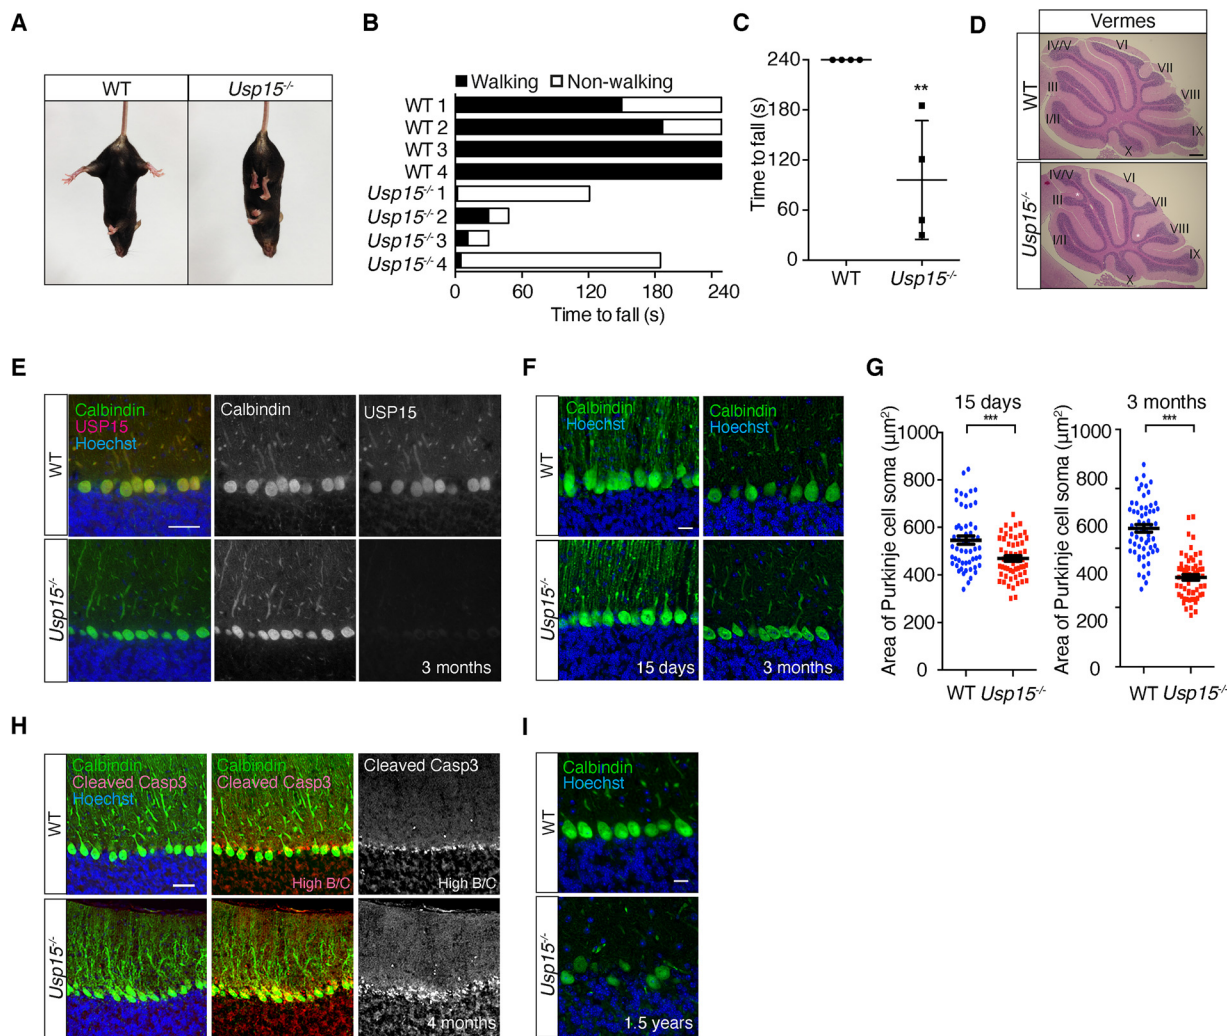 A
WT
Usp15-/-
B
Walking
Non-walking
WT 1
WT 2
WT 3
WT 4
Usp15-/- 1
Usp15-/- 2
Usp15-/- 3
Usp15-/- 4
0 60 120 180 240
Time to fall (s)
C
Time to fall (s)
240
180
120
60
0
**
WT
Usp15-/-
D
Vermes
WT
IV/V
VI
VII
III
VIII
I/II
IX
X
Usp15-/-
IV/V
VI
VII
III
*
VIII
*
I/II
IX
X
E
WT
Calbindin
USP15
Hoechst
Calbindin
USP15
Usp15-/-
3 months
F
WT
Calbindin
Hoechst
Calbindin
Hoechst
Usp15-/-
15 days
3 months
G
15 days
***
Area of Purkinje cell soma (µm2)
1000
800
600
400
200
0
WT Usp15-/-
3 months
***
Area of Purkinje cell soma (µm2)
1000
800
600
400
200
0
WT Usp15-/-
H
WT
Calbindin
Cleaved Casp3
Hoechst
Calbindin
Cleaved Casp3
High B/C
Cleaved Casp3
High B/C
Usp15-/-
4 months
I
WT
Calbindin
Hoechst
Usp15-/-
1.5 years